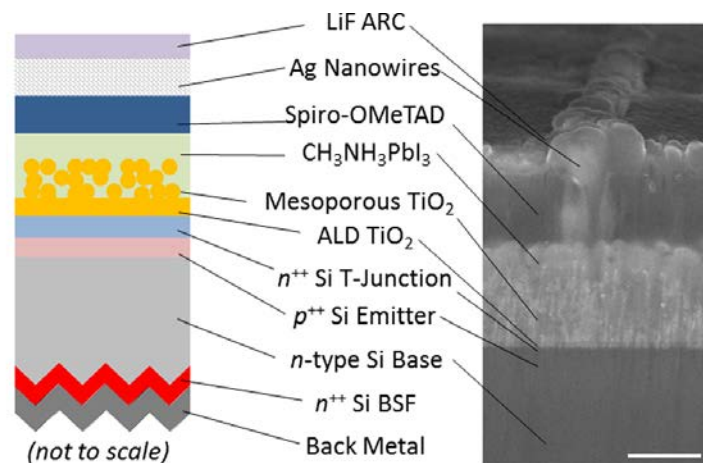 LiF ARC
Ag Nanowires
Spiro-OMeTAD
CH₃NH₃PbI₃
Mesoporous TiO₂
ALD TiO₂
n⁺⁺ Si T-Junction
p⁺⁺ Si Emitter
n-type Si Base
n⁺⁺ Si BSF
Back Metal
(not to scale)